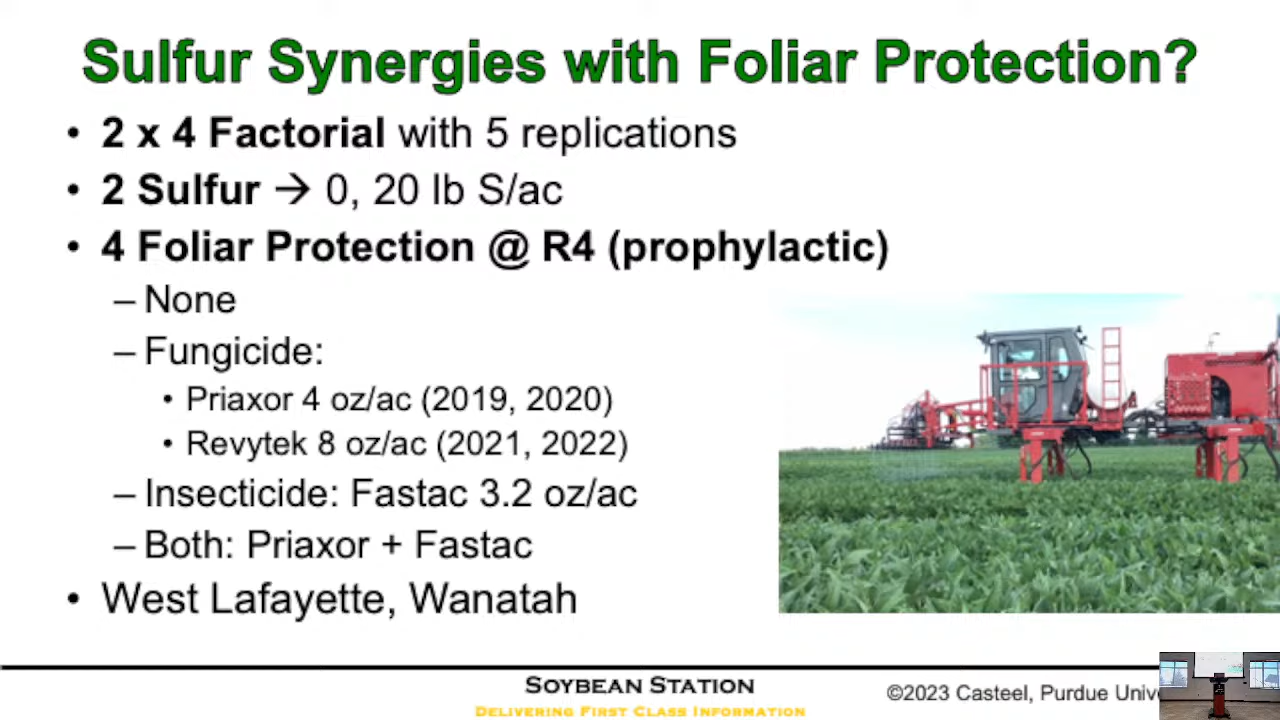 Sulfur Synergies with Foliar Protection?
• 2 x 4 Factorial with 5 replications
• 2 Sulfur → 0, 20 lb S/ac
• 4 Foliar Protection @ R4 (prophylactic)
– None
– Fungicide:
• Priaxor 4 oz/ac (2019, 2020)
• Revytek 8 oz/ac (2021, 2022)
– Insecticide: Fastac 3.2 oz/ac
– Both: Priaxor + Fastac
• West Lafayette, Wanatah
SOYBEAN STATION
DELIVERING FIRST CLASS INFORMATION
©2023 Casteel, Purdue Unive